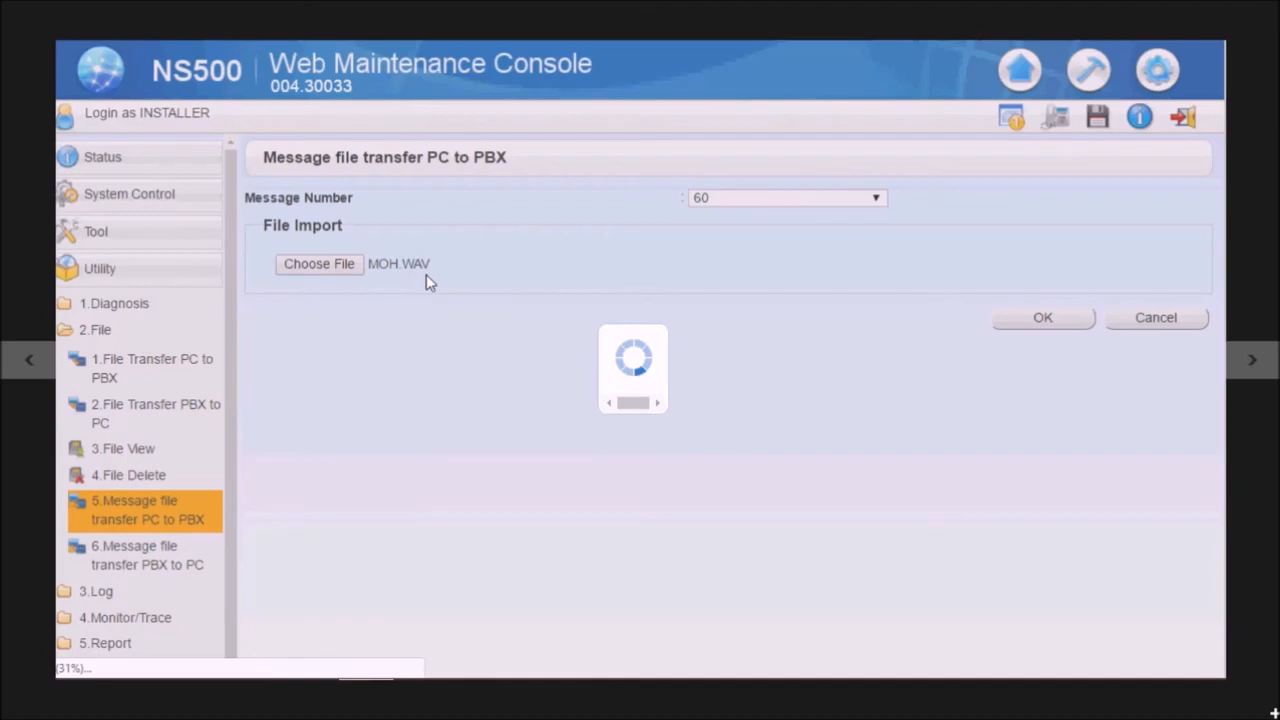 NS500
Web Maintenance Console
004.30033
Login as INSTALLER
Status
System Control
Tool
Utility
1.Diagnosis
2.File
1.File Transfer PC to
PBX
2.File Transfer PBX to
PC
3.File View
4.File Delete
5.Message file
transfer PC to PBX
6.Message file
transfer PBX to PC
3.Log
4.Monitor/Trace
5.Report
(31%)...
Message file transfer PC to PBX
Message Number : 60
File Import
Choose File MOH.WAV
OK Cancel